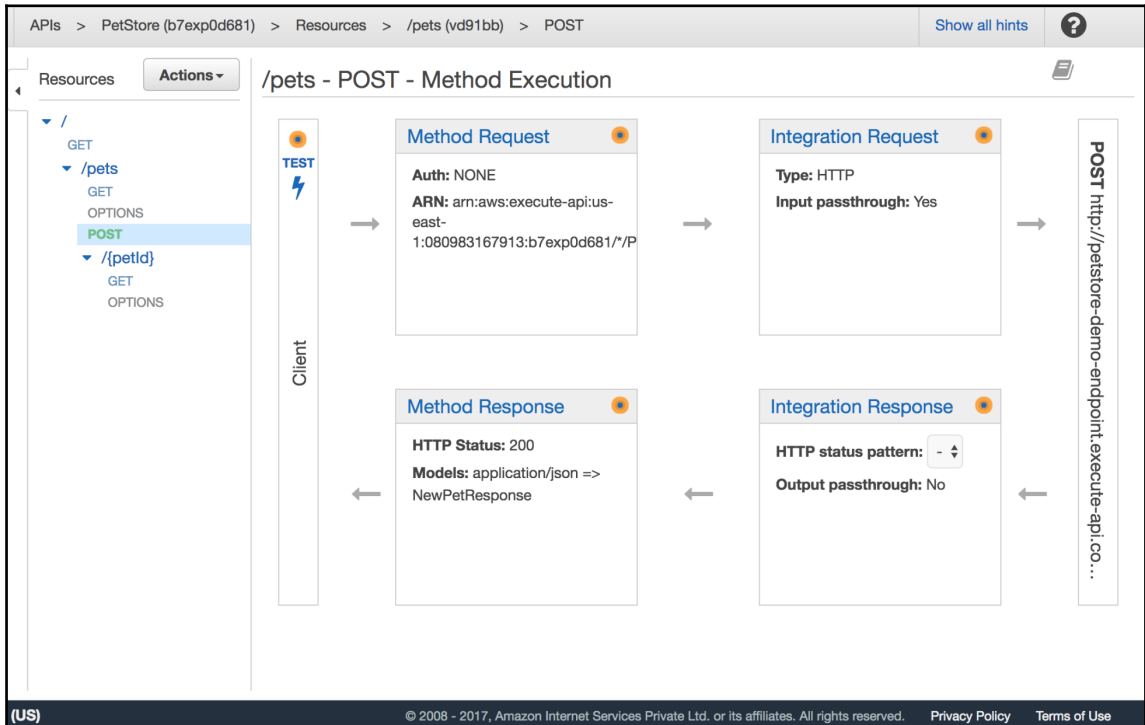 APIs > PetStore (b7exp0d681) > Resources > /pets (vd91bb) > POST
Show all hints
?
Resources
Actions
/
GET
/pets
GET
OPTIONS
POST
/{petId}
GET
OPTIONS
/pets - POST - Method Execution
TEST
Client
Method Request
Auth: NONE
ARN: arn:aws:execute-api:us-
east-
1:080983167913:b7exp0d681/*/P
Integration Request
Type: HTTP
Input passthrough: Yes
POST http://petstore-demo-endpoint.execute-api.co...
Method Response
HTTP Status: 200
Models: application/json =>
NewPetResponse
Integration Response
HTTP status pattern: -
Output passthrough: No
(US)
© 2008 - 2017, Amazon Internet Services Private Ltd. or its affiliates. All rights reserved. Privacy Policy Terms of Use